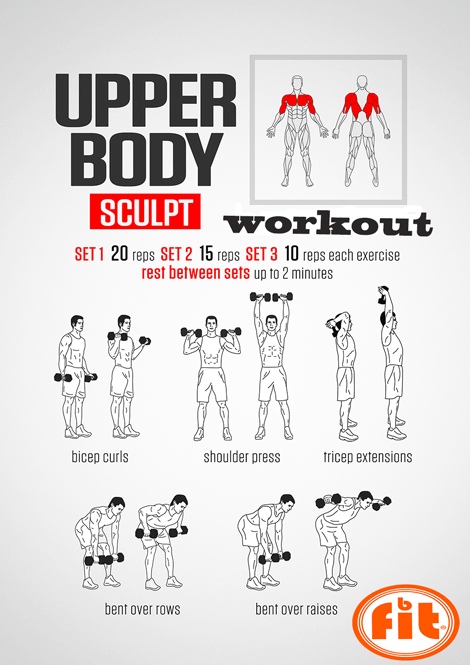 UPPER
BODY
SCULPT
workout
SET 1 20 reps SET 2 15 reps SET 3 10 reps each exercise
rest between sets up to 2 minutes
bicep curls
shoulder press
tricep extensions
bent over rows
bent over raises
b
fit®